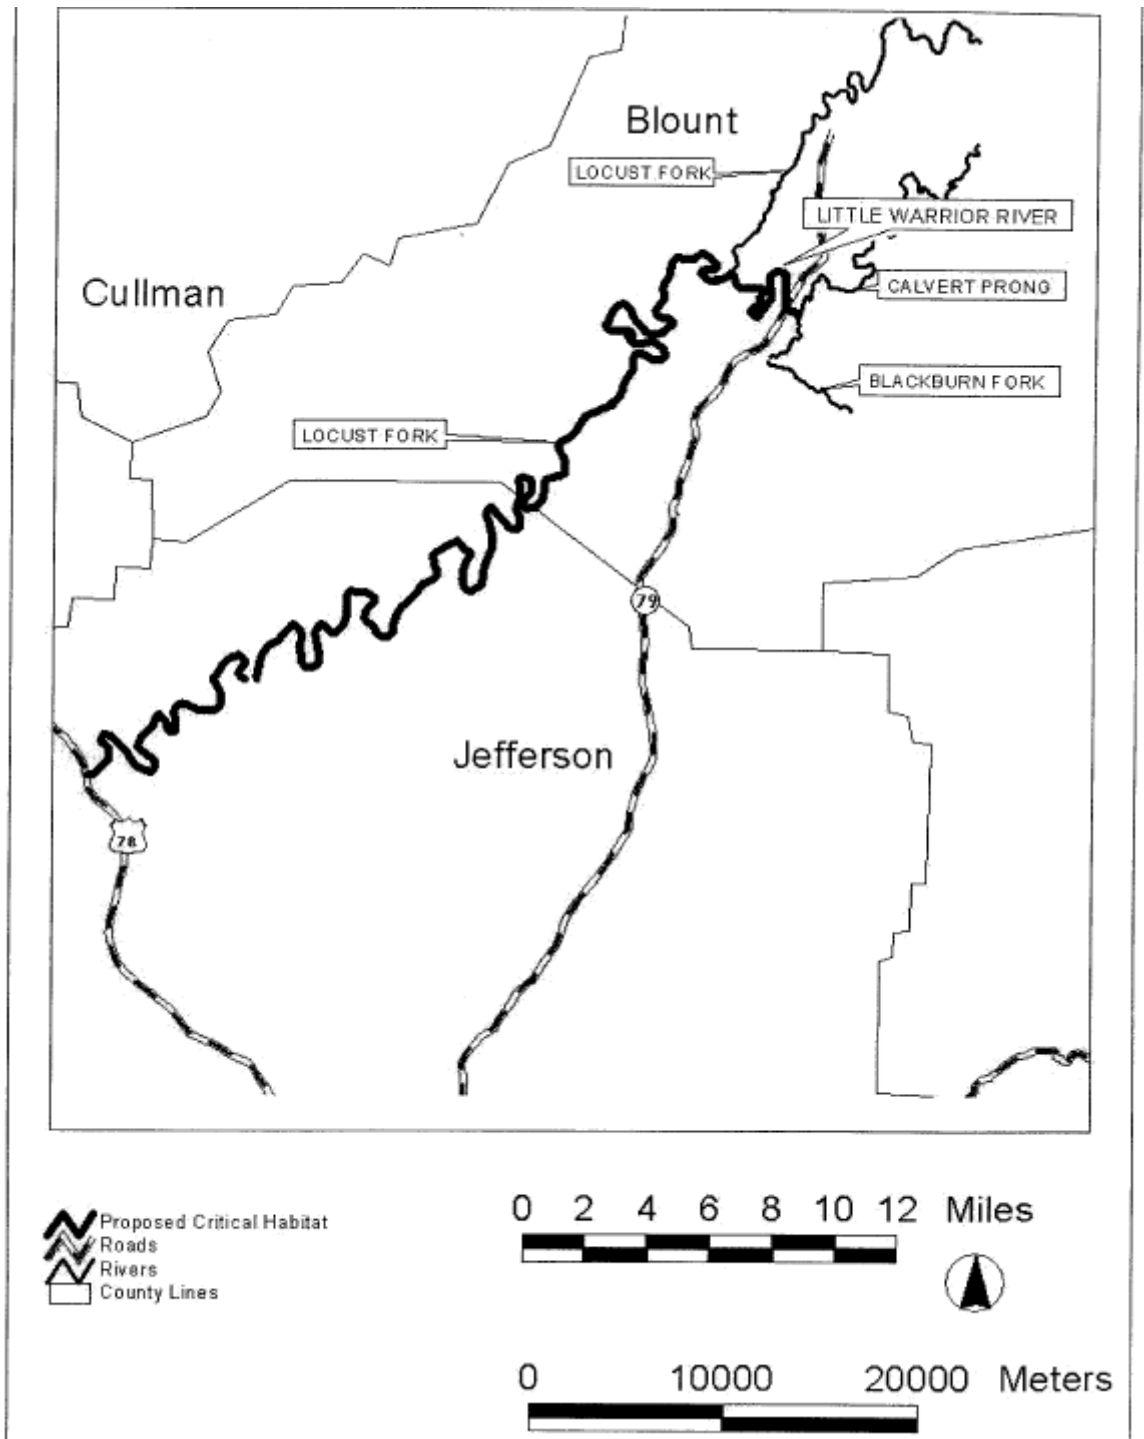 Blount
LOCUST FORK
LITTLE WARRIOR RIVER
Cullman
CALVERT PRONG
BLACKBURN FORK
LOCUST FORK
79
Jefferson
78
0 2 4 6 8 10 12 Miles
Proposed Critical Habitat
Roads
Rivers
County Lines
0 10000 20000 Meters